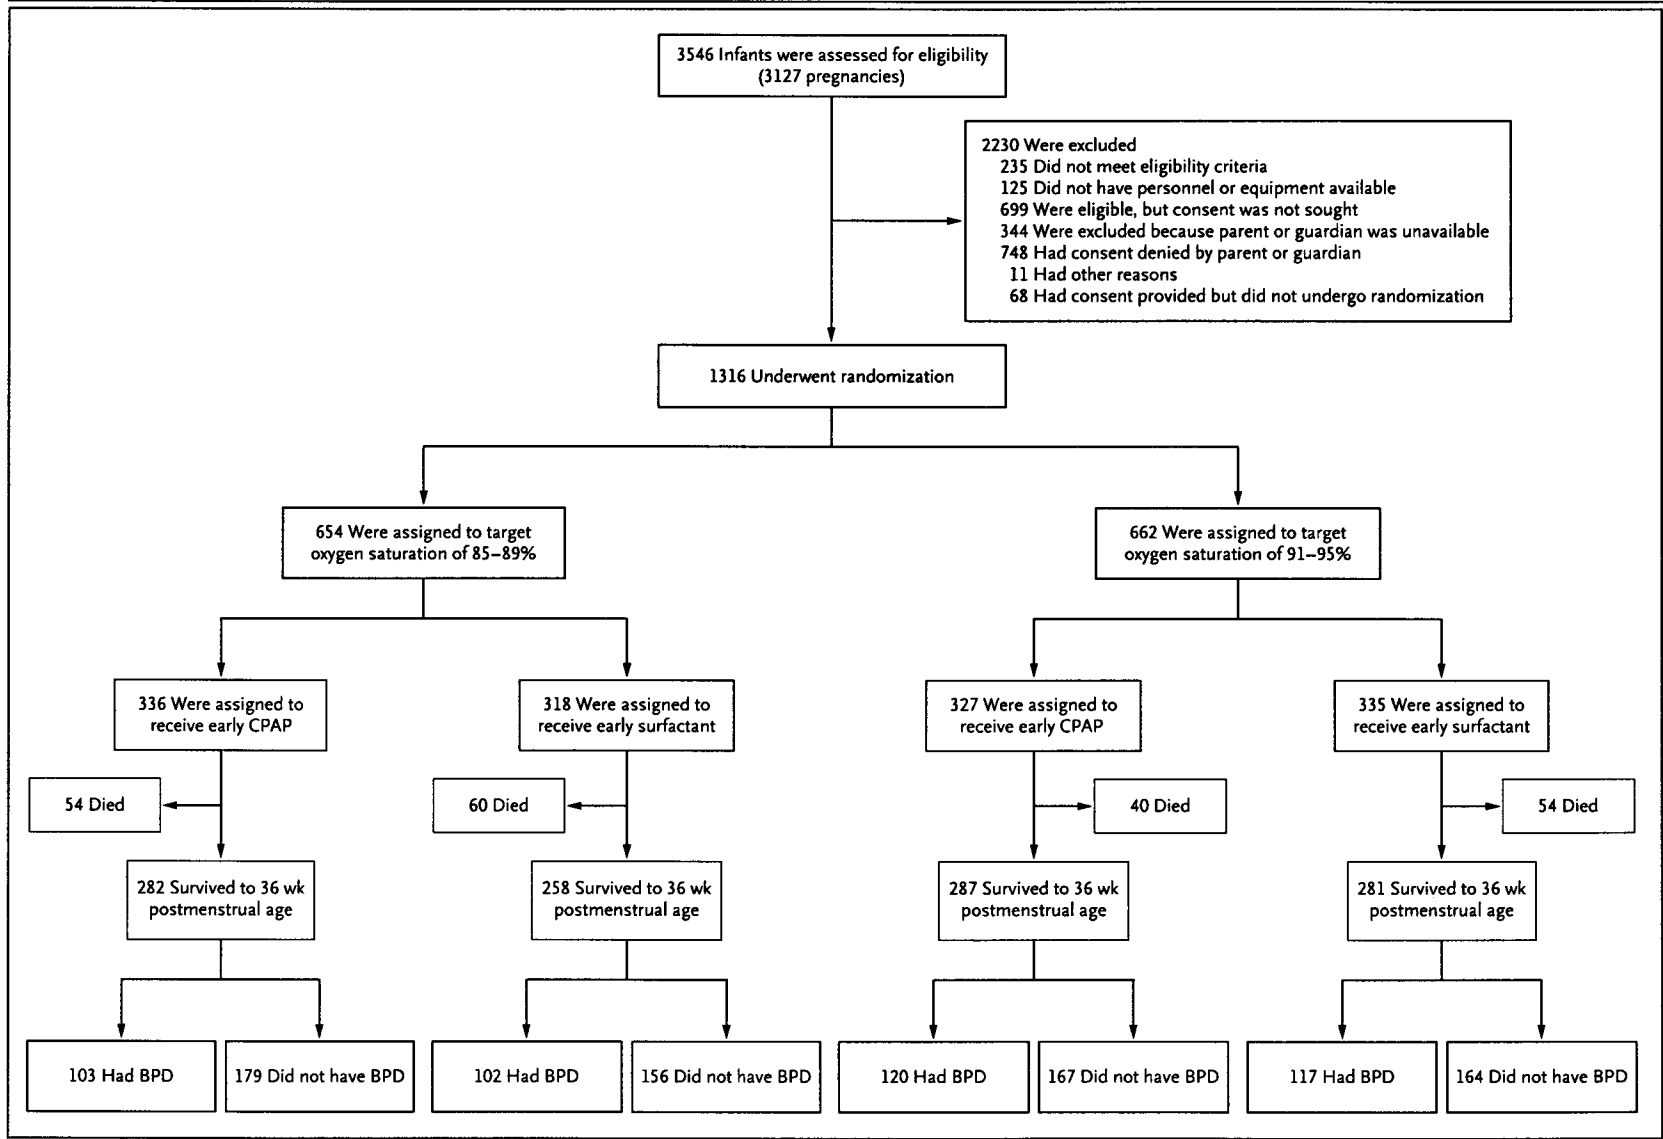 3546 Infants were assessed for eligibility
(3127 pregnancies)
2230 Were excluded
235 Did not meet eligibility criteria
125 Did not have personnel or equipment available
699 Were eligible, but consent was not sought
344 Were excluded because parent or guardian was unavailable
748 Had consent denied by parent or guardian
11 Had other reasons
68 Had consent provided but did not undergo randomization
1316 Underwent randomization
654 Were assigned to target
oxygen saturation of 85–89%
662 Were assigned to target
oxygen saturation of 91–95%
336 Were assigned to
receive early CPAP
318 Were assigned to
receive early surfactant
327 Were assigned to
receive early CPAP
335 Were assigned to
receive early surfactant
54 Died
60 Died
40 Died
54 Died
282 Survived to 36 wk
postmenstrual age
258 Survived to 36 wk
postmenstrual age
287 Survived to 36 wk
postmenstrual age
281 Survived to 36 wk
postmenstrual age
103 Had BPD
179 Did not have BPD
102 Had BPD
156 Did not have BPD
120 Had BPD
167 Did not have BPD
117 Had BPD
164 Did not have BPD